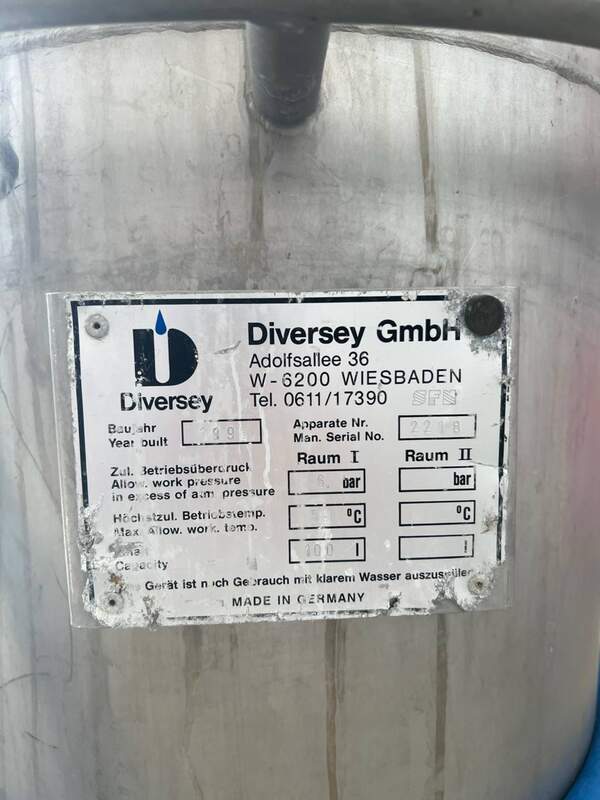 Diversey GmbH
Adolfsallee 36
W-6200 WIESBADEN
Tel. 0611/17390
Diversey
Baujahr
Year built
Apparate Nr.
Man. Serial No.
Raum I Raum II
Zul. Betriebsüberdruck
Allow. work pressure
in excess of atm. pressure
bar bar
Höchstzul. Betriebstemp.
Max. Allow. work. temp.
°C °C
Capacity
l l
Gerät ist nach Gebrauch mit klarem Wasser
MADE IN GERMANY